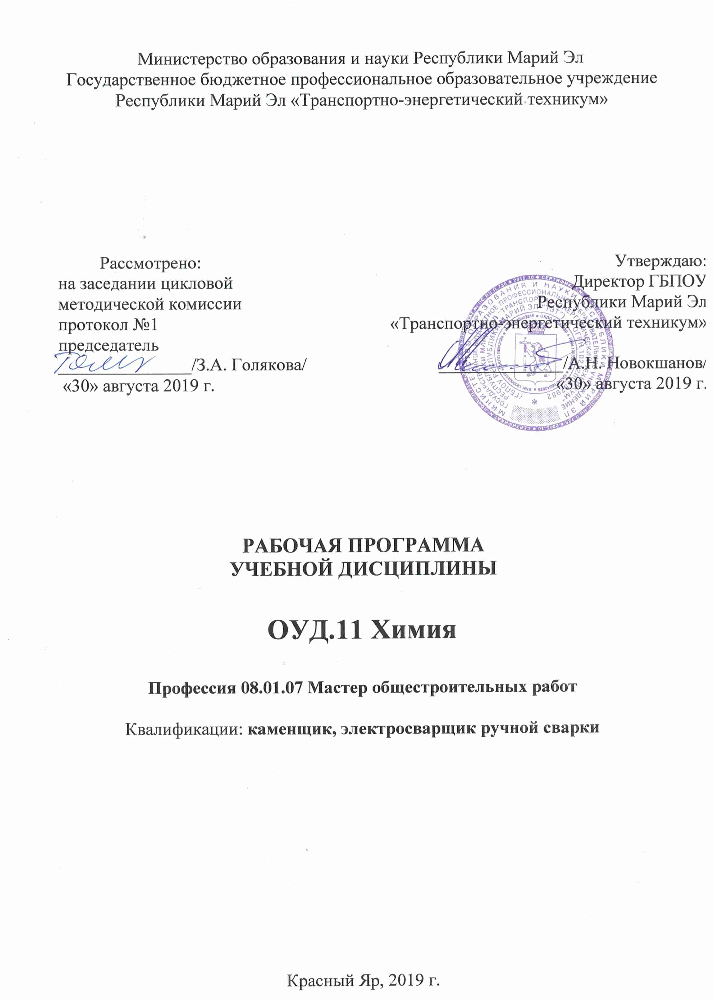 Министерство образования и науки Республики Марий Эл
Государственное бюджетное профессиональное образовательное учреждение
Республики Марий Эл «Транспортно-энергетический техникум»
Рассмотрено:
на заседании цикловой
методической комиссии
протокол №1
председатель
/З.А. Голякова/
«30» августа 2019 г.
Утверждаю:
Директор ГБПОУ
Республики Марий Эл
«Транспортно-энергетический техникум»
/А.Н. Новокшанов/
«30» августа 2019 г.
РАБОЧАЯ ПРОГРАММА
УЧЕБНОЙ ДИСЦИПЛИНЫ
ОУД.11 Химия
Профессия 08.01.07 Мастер общестроительных работ
Квалификации: каменщик, электросварщик ручной сварки
Красный Яр, 2019 г.